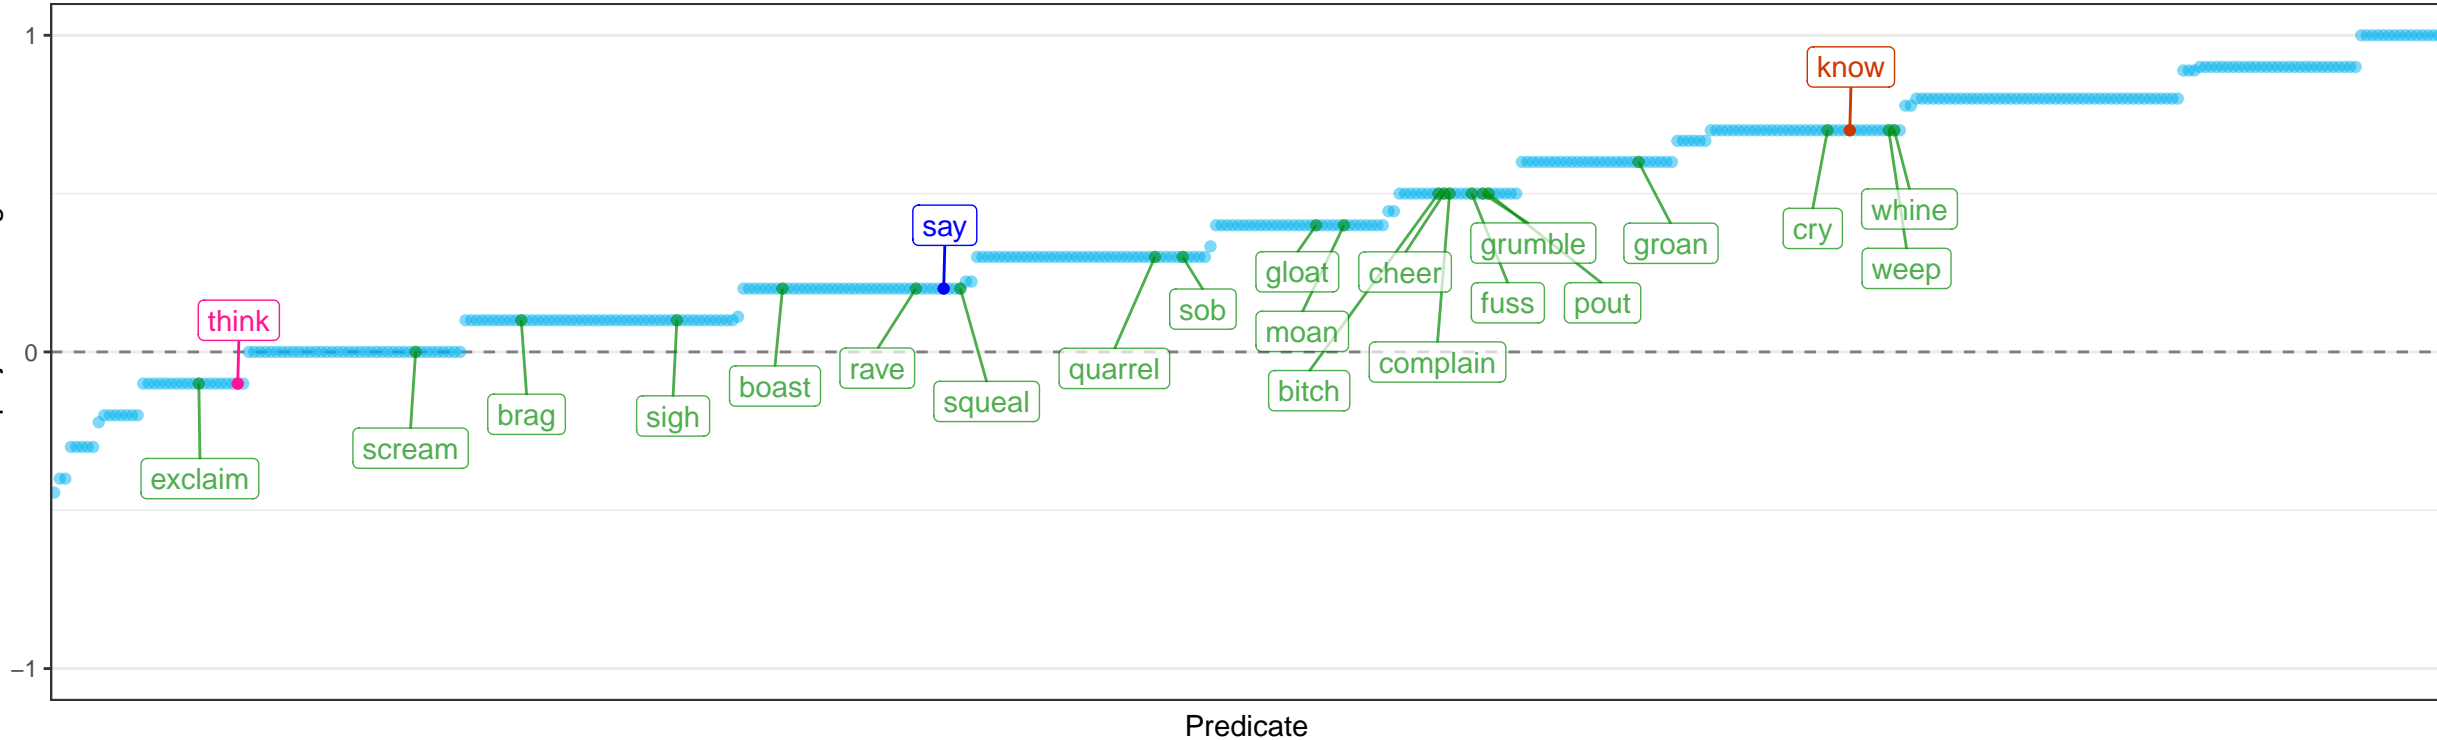 1
know
say
whine
cry
grumble
groan
gloat
cheer
weep
fuss
pout
sob
think
moan
0
complain
quarrel
rave
boast
bitch
squeal
brag
sigh
scream
exclaim
−1
Predicate